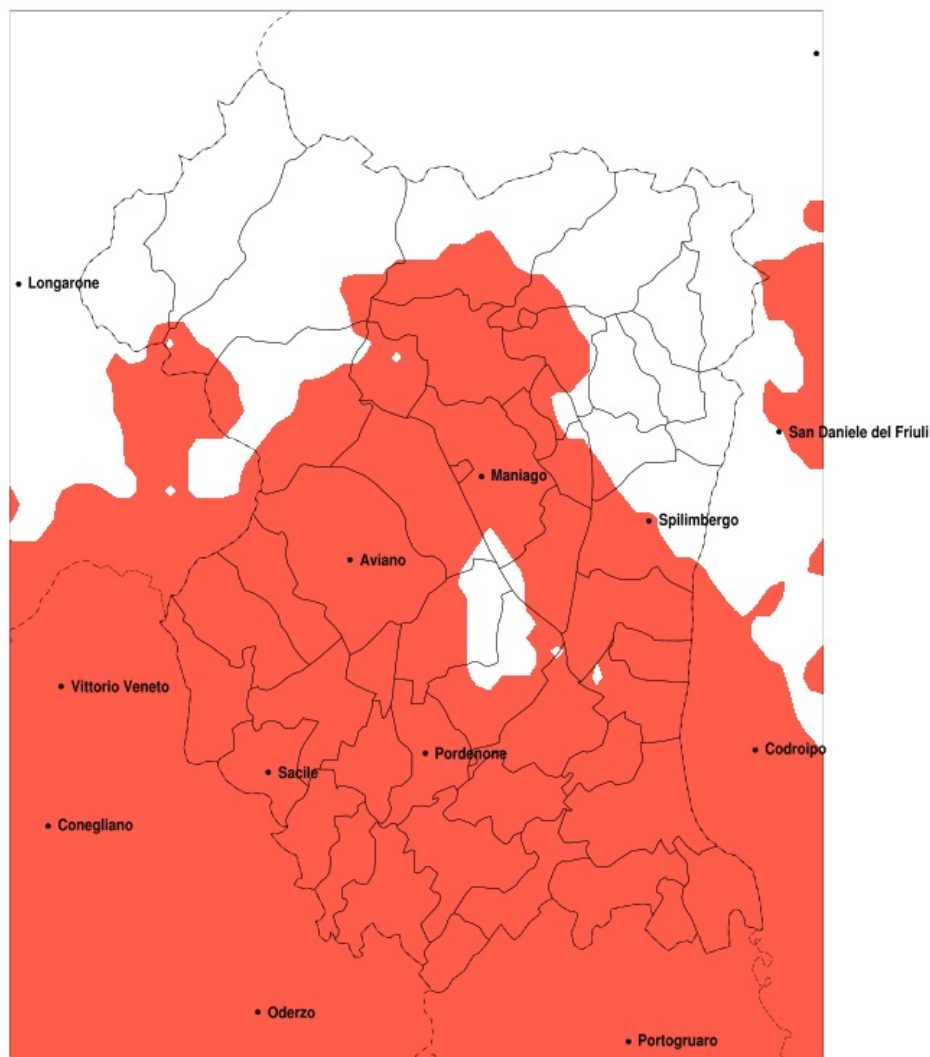 Longarone
San Daniele del Friuli
Maniago
Spilimbergo
Aviano
Vittorio Veneto
Codroipo
Pordenone
Sacile
Conegliano
Oderzo
Portogruaro